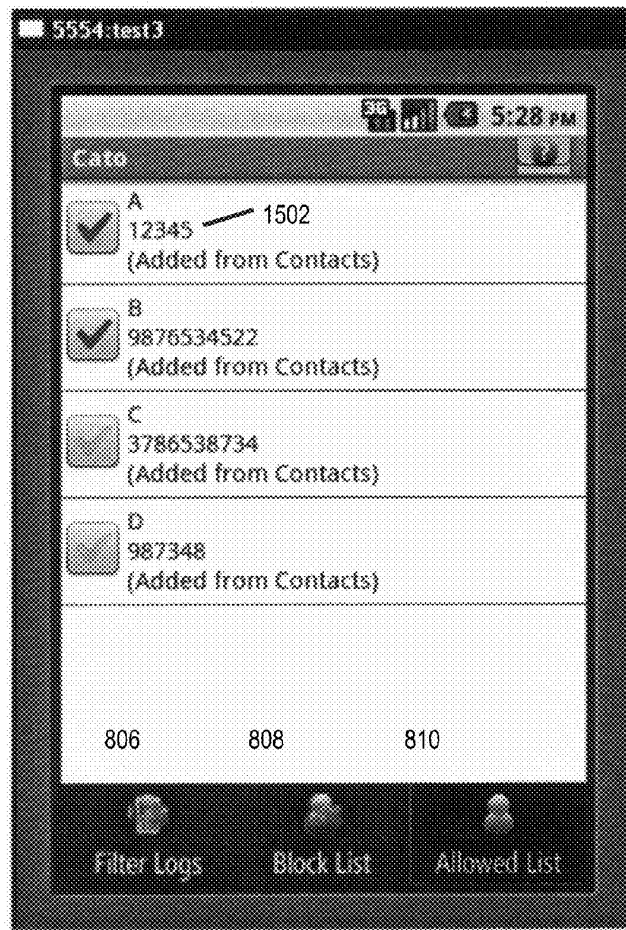 5554:test3
3G 5:28 PM
Cato
A
12345 1502
(Added from Contacts)
B
9876534522
(Added from Contacts)
C
3786538734
(Added from Contacts)
D
987348
(Added from Contacts)
806 808 810
Filter Logs Block List Allowed List